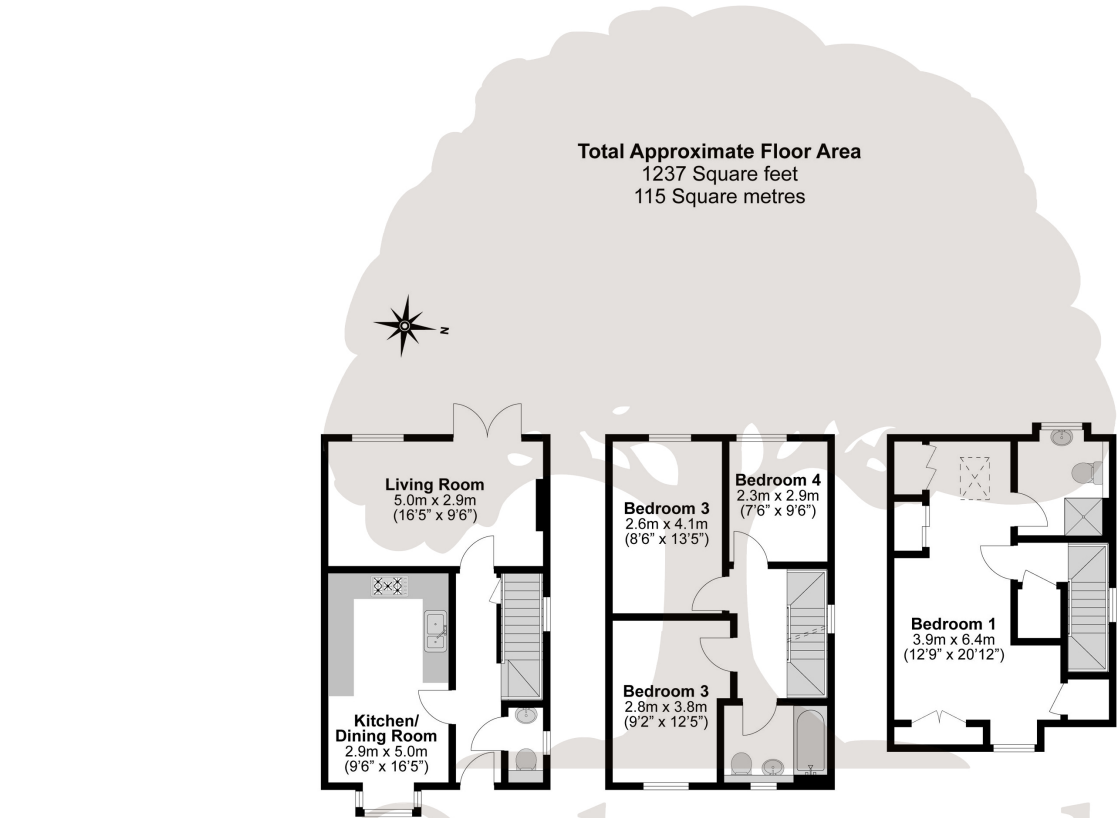 Total Approximate Floor Area
1237 Square feet
115 Square metres
N
Living Room
5.0m x 2.9m
(16'5” x 9'6”)
Kitchen/
Dining Room
2.9m x 5.0m
(9'6” x 16'5”)
Bedroom 3
2.6m x 4.1m
(8'6” x 13'5”)
Bedroom 4
2.3m x 2.9m
(7'6” x 9'6”)
Bedroom 3
2.8m x 3.8m
(9'2” x 12'5”)
Bedroom 1
3.9m x 6.4m
(12'9” x 20'12”)